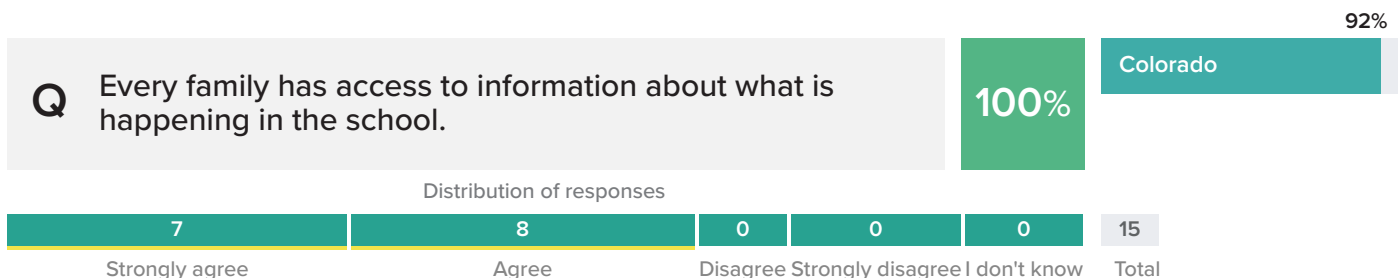 92%
Q
Every family has access to information about what is
happening in the school.
100%
Colorado
Distribution of responses
7 8 0 0 0 15
Strongly agree Agree Disagree Strongly disagree I don't know Total